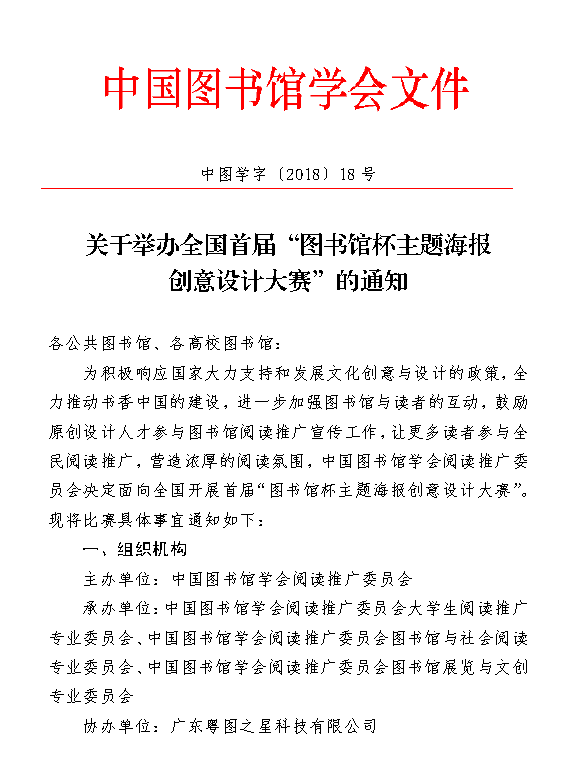 中国图书馆学会文件
中图学字〔2018〕18 号
关于举办全国首届“图书馆杯主题海报
创意设计大赛”的通知
各公共图书馆、各高校图书馆：
为积极响应国家大力支持和发展文化创意与设计的政策，全
力推动书香中国的建设，进一步加强图书馆与读者的互动，鼓励
原创设计人才参与图书馆阅读推广宣传工作，让更多读者参与全
民阅读推广，营造浓厚的阅读氛围，中国图书馆学会阅读推广委
员会决定面向全国开展首届“图书馆杯主题海报创意设计大赛”。
现将比赛具体事宜通知如下：
一、组织机构
主办单位：中国图书馆学会阅读推广委员会
承办单位：中国图书馆学会阅读推广委员会大学生阅读推广
专业委员会、中国图书馆学会阅读推广委员会图书馆与社会阅读
专业委员会、中国图书馆学会阅读推广委员会图书馆展览与文创
专业委员会
协办单位：广东粤图之星科技有限公司